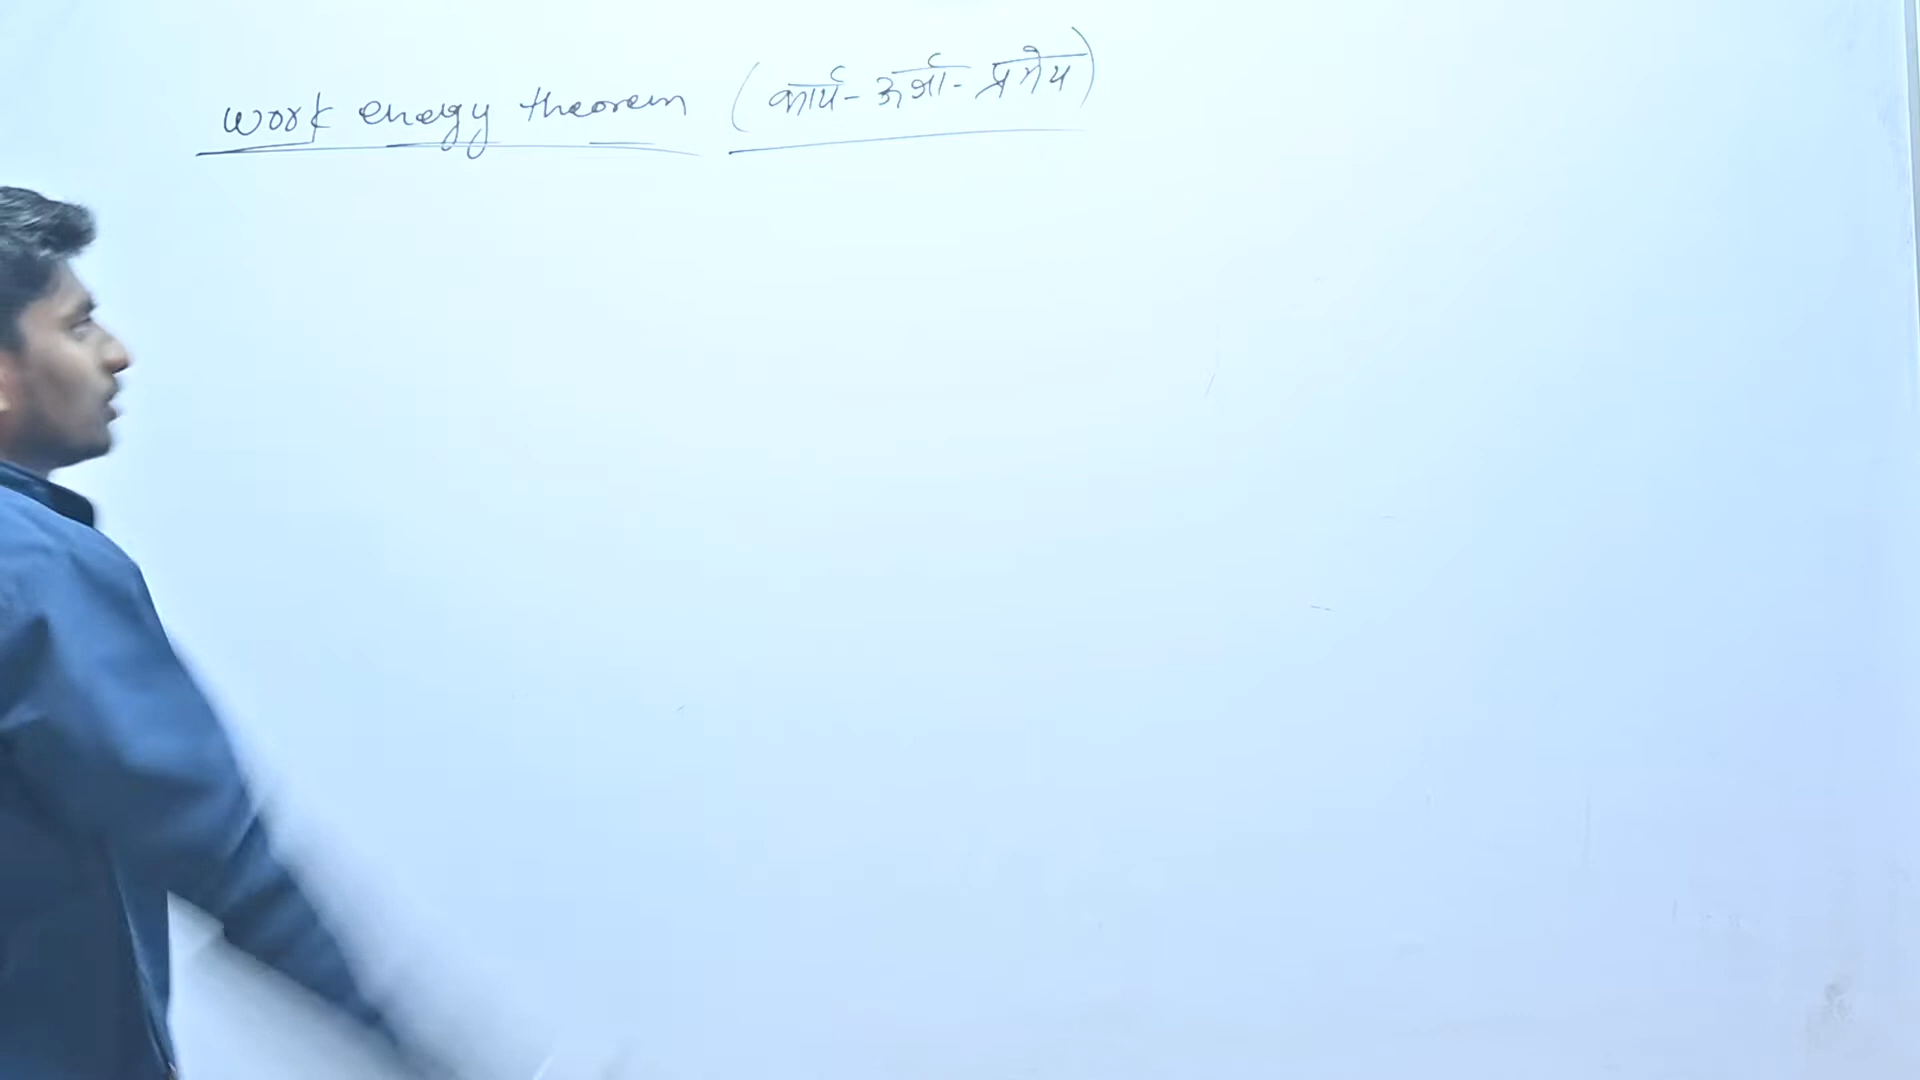 work energy theorem (कार्य- ऊर्जा- प्रमेय)